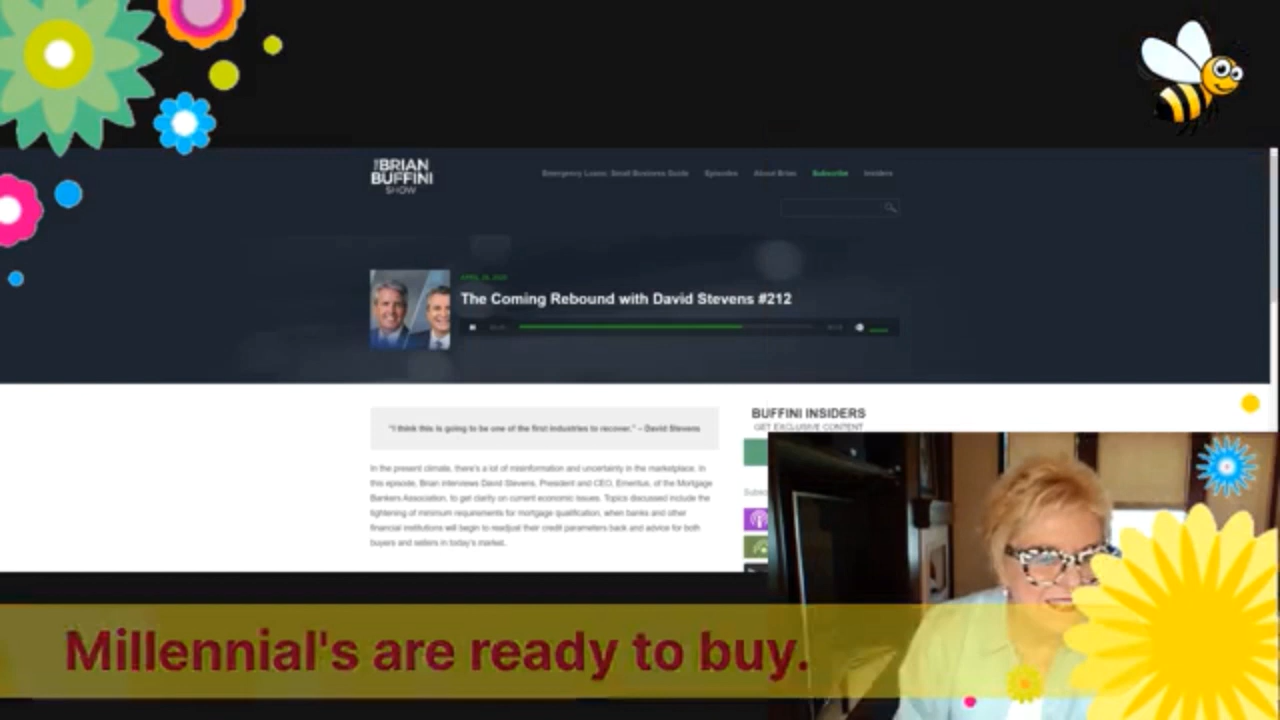 THE
BRIAN
BUFFINI
SHOW
Emergency Loans: Small Business Guide Episodes About Brian Subscribe Insiders
The Coming Rebound with David Stevens #212
"I think this is going to be one of the first industries to recover." – David Stevens
BUFFINI INSIDERS
GET EXCLUSIVE CONTENT
In the present climate, there's a lot of misinformation and uncertainty in the marketplace. In
this episode, Brian interviews David Stevens, President and CEO, Emeritus, of the Mortgage
Bankers Association, to get clarity on current economic issues. Topics discussed include the
tightening of minimum requirements for mortgage qualification, when banks and other
financial institutions will begin to readjust their credit parameters back and advice for both
buyers and sellers in today's market.
Millennial's are ready to buy.